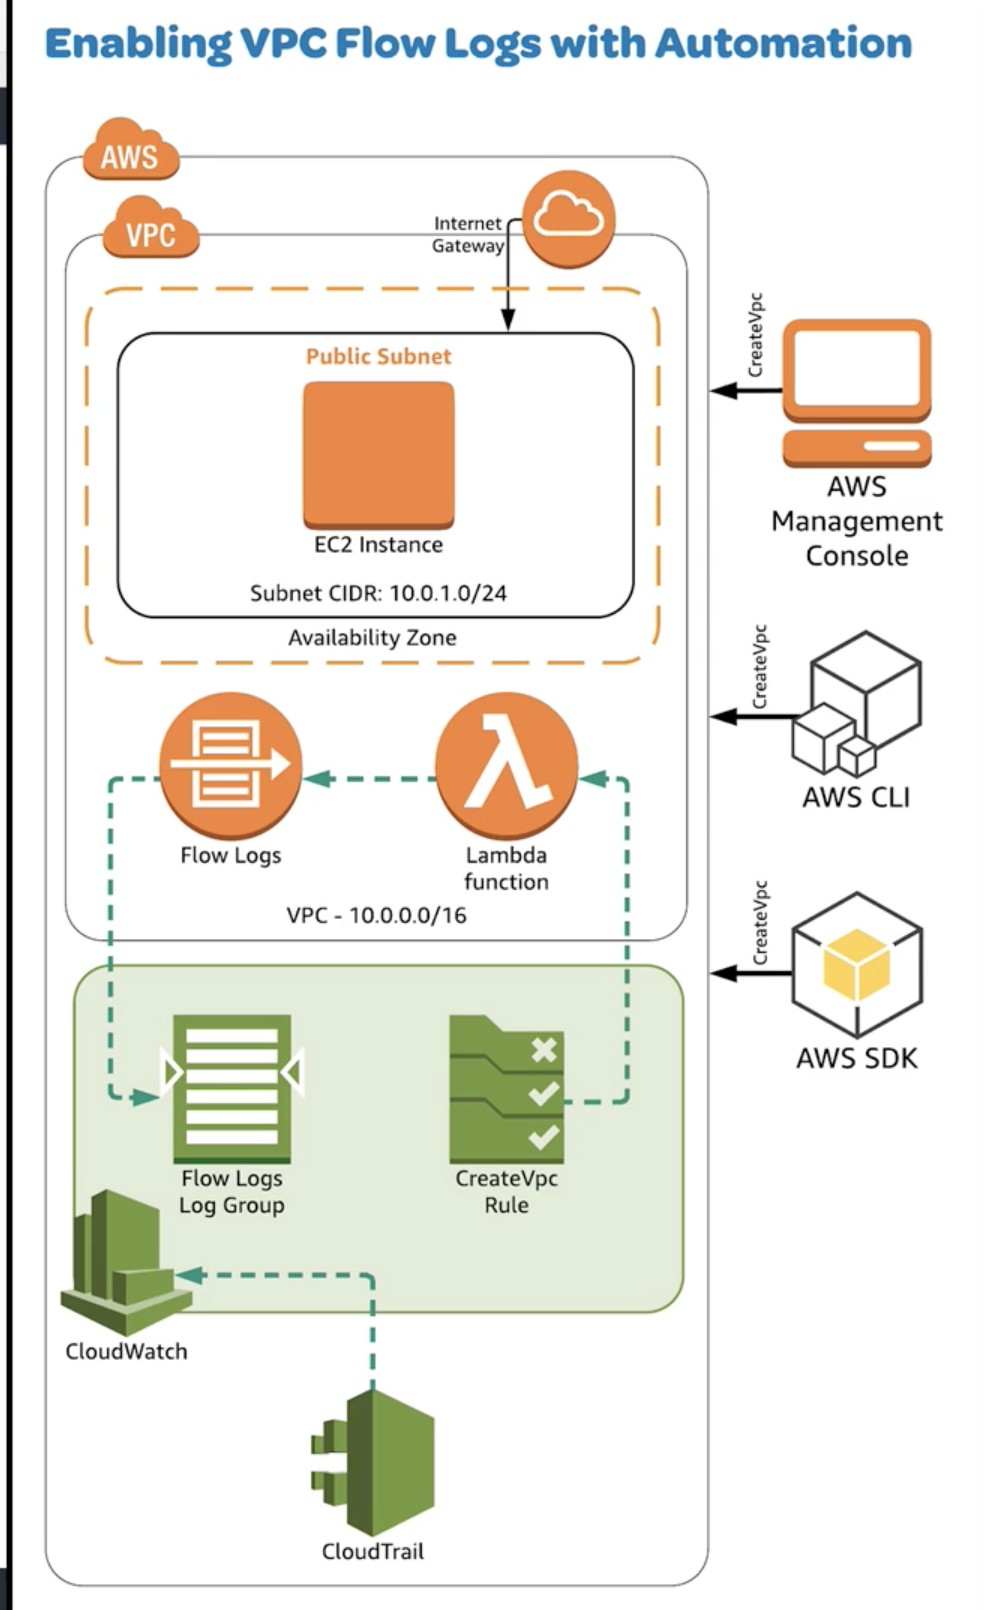 Enabling VPC Flow Logs with Automation
AWS
VPC
Internet
Gateway
Public Subnet
EC2 Instance
Subnet CIDR: 10.0.1.0/24
Availability Zone
CreateVpc
AWS
Management
Console
CreateVpc
AWS CLI
Flow Logs
Lambda
function
VPC - 10.0.0.0/16
CreateVpc
AWS SDK
Flow Logs
Log Group
CreateVpc
Rule
CloudWatch
CloudTrail